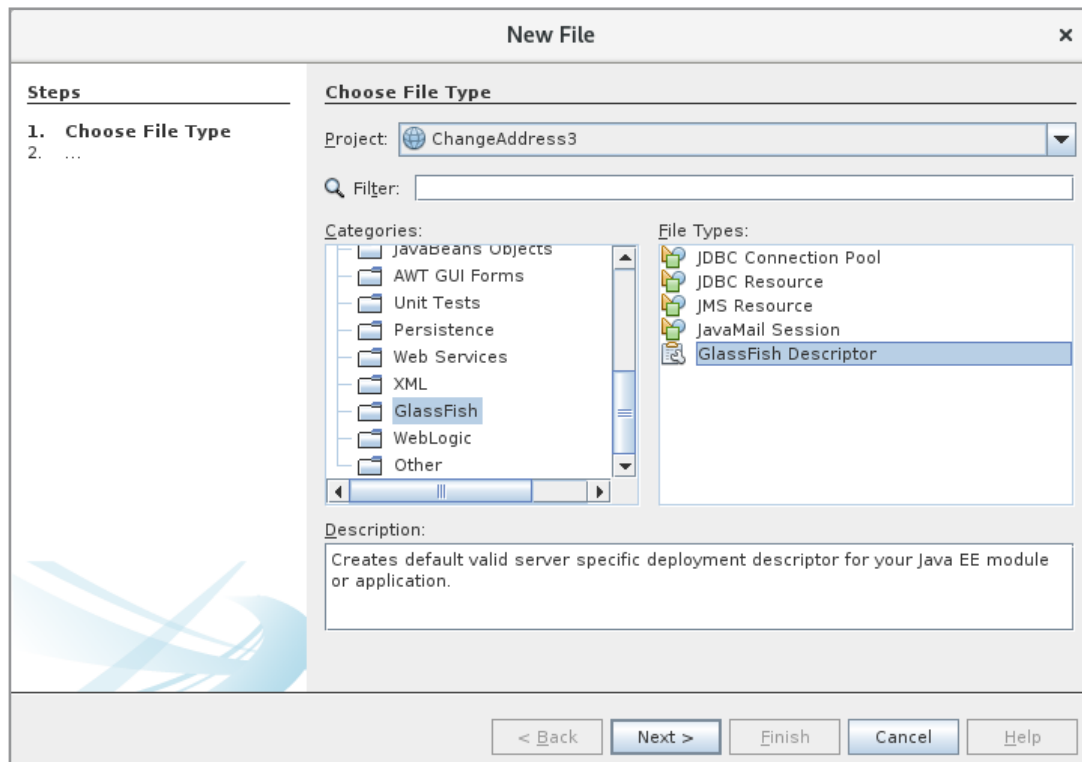 New File
×
Steps
1. Choose File Type
2. ...
Choose File Type
Project: ChangeAddress3
Filter:
Categories:
JavaBeans Objects
AWT GUI Forms
Unit Tests
Persistence
Web Services
XML
GlassFish
WebLogic
Other
File Types:
JDBC Connection Pool
JDBC Resource
JMS Resource
JavaMail Session
GlassFish Descriptor
Description:
Creates default valid server specific deployment descriptor for your Java EE module
or application.
< Back
Next >
Finish
Cancel
Help